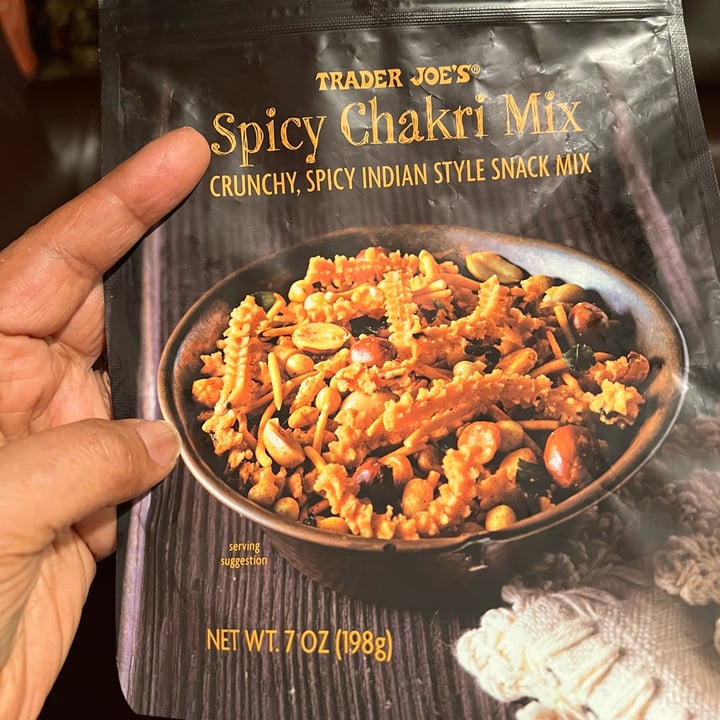 TRADER JOE'S®
Spicy Chakri Mix
CRUNCHY, SPICY INDIAN STYLE SNACK MIX
serving
suggestion
NET WT. 7 OZ (198g)